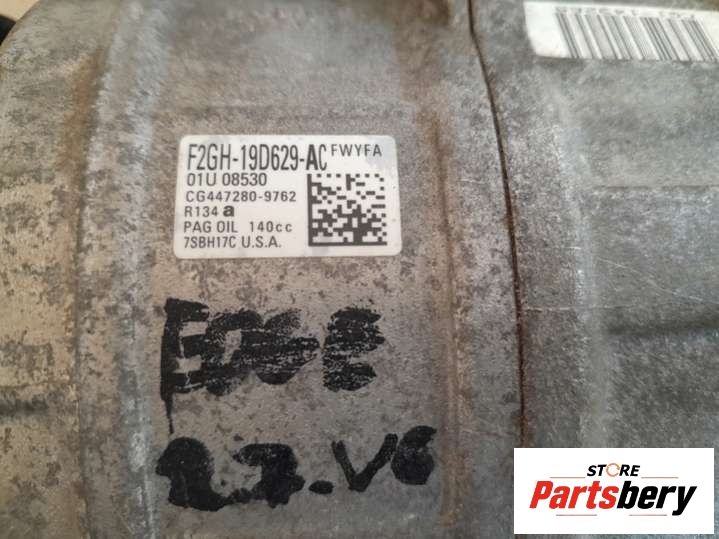 F2GH-19D629-AC FWYFA
01U 08530
CG447280-9762
R134a
PAG OIL 140cc
7SBH17C U.S.A.
EDGE
2.7.V6
STORE
Partsbery